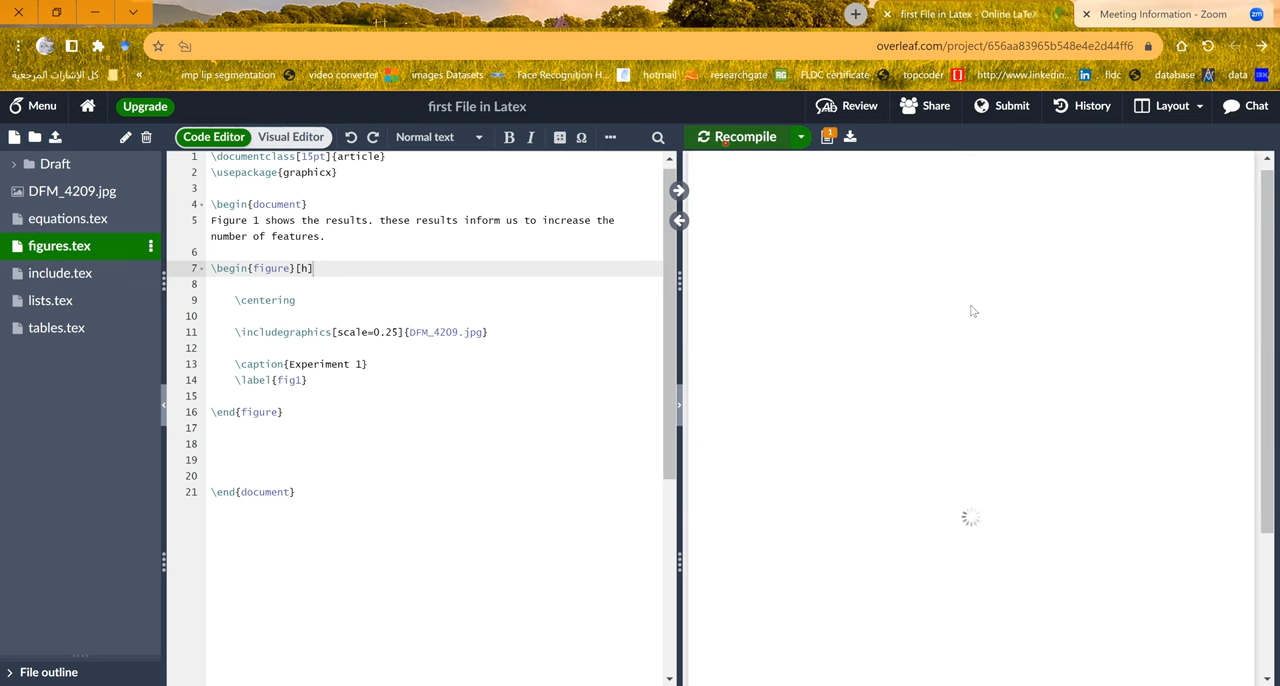 first File in Latex - Online LaTeX
Meeting Information - Zoom
zm
overleaf.com/project/656aa83965b548e4e2d44ff6
كل الإشارات المرجعية
«
imp lip segmentation
video converter
images Datasets
Face Recognition H...
hotmail
researchgate
RG
FLDC certificate
topcoder
http://www.linkedin...
in
fldc
database
data
Menu
Upgrade
first File in Latex
Review
Share
Submit
History
Layout
Chat
Code Editor
Visual Editor
Normal text
B
I
Ω
Recompile
1
Draft
DFM_4209.jpg
equations.tex
figures.tex
include.tex
lists.tex
tables.tex
File outline
1 \documentclass[15pt]{article}
2 \usepackage{graphicx}
3
4 \begin{document}
5 Figure 1 shows the results. these results inform us to increase the
number of features.
6
7 \begin{figure}[h]
8
9 \centering
10
11 \includegraphics[scale=0.25]{DFM_4209.jpg}
12
13 \caption{Experiment 1}
14 \label{fig1}
15
16 \end{figure}
17
18
19
20
21 \end{document}